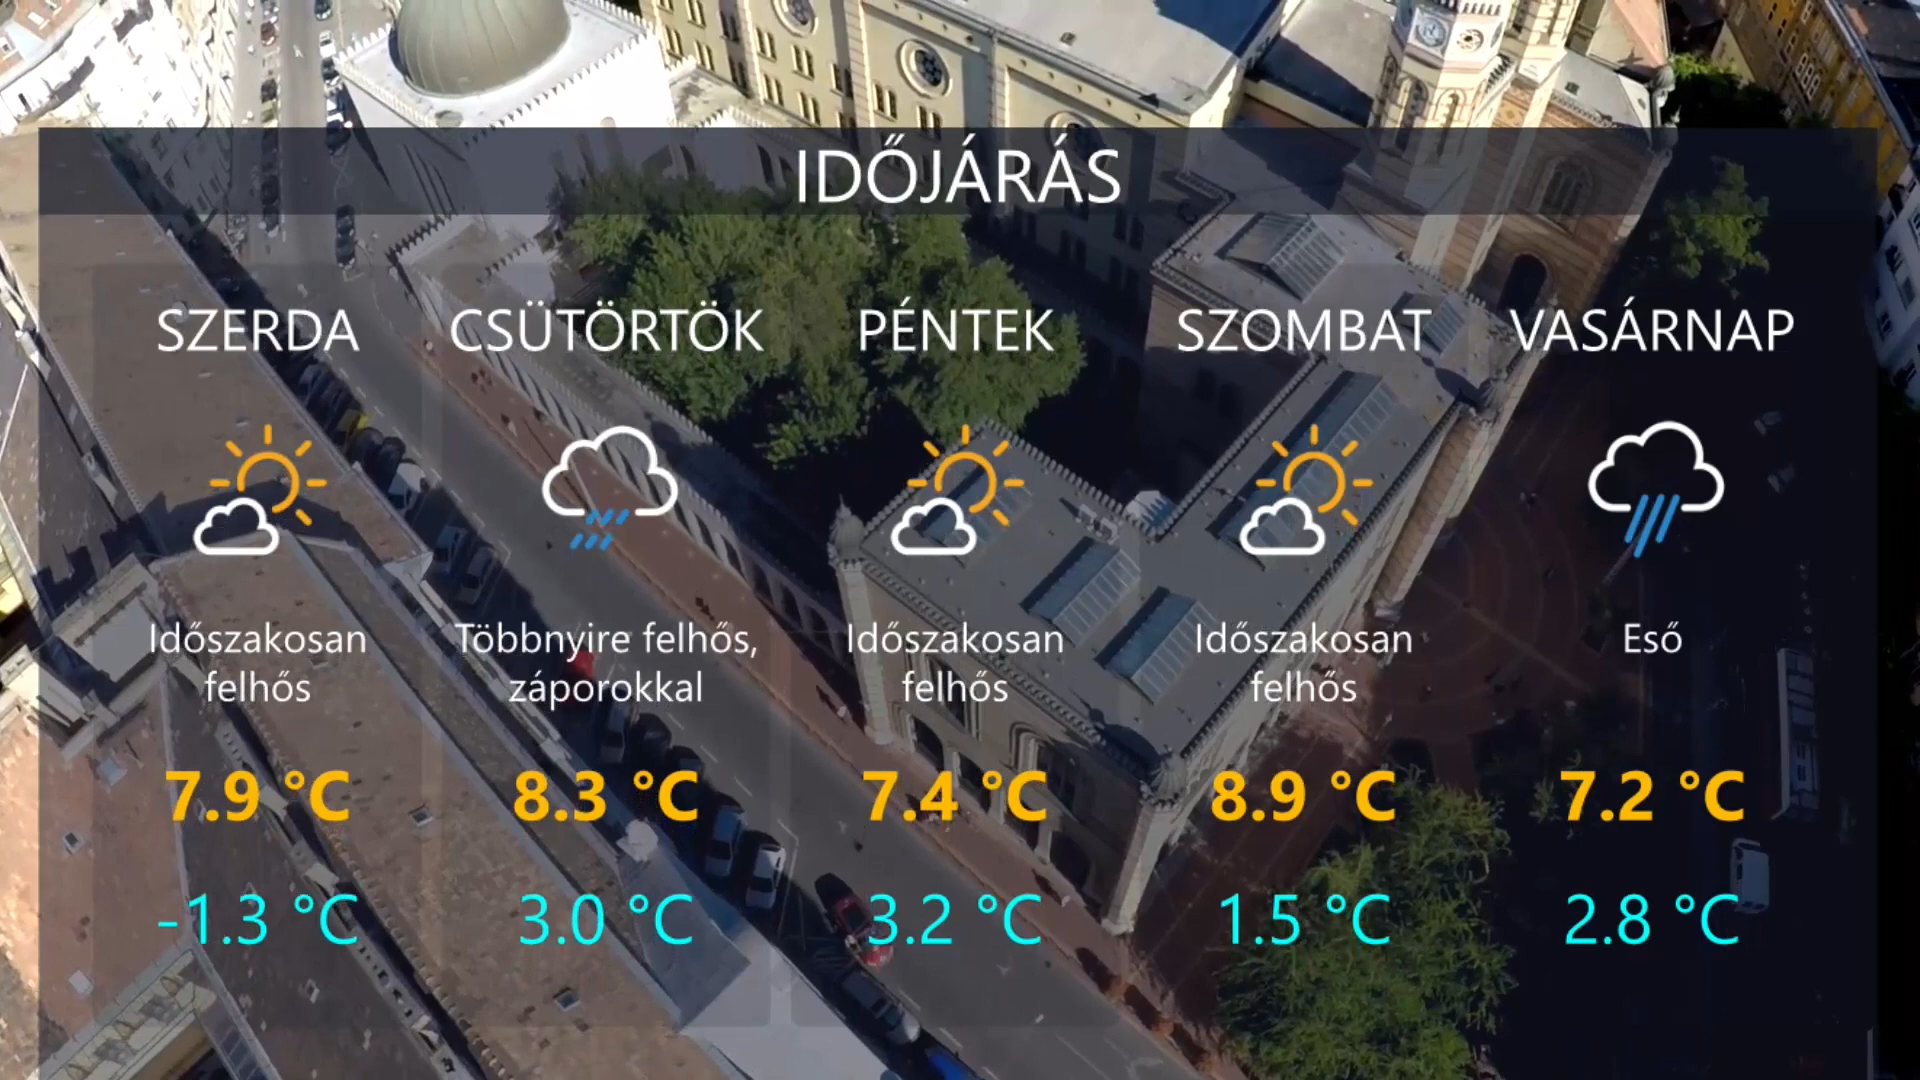 IDŐJÁRÁS
SZERDA
Időszakosan
felhős
7.9 °C
-1.3 °C
CSÜTÖRTÖK
Többnyire felhős,
záporokkal
8.3 °C
3.0 °C
PÉNTEK
Időszakosan
felhős
7.4 °C
3.2 °C
SZOMBAT
Időszakosan
felhős
8.9 °C
1.5 °C
VASÁRNAP
Eső
7.2 °C
2.8 °C